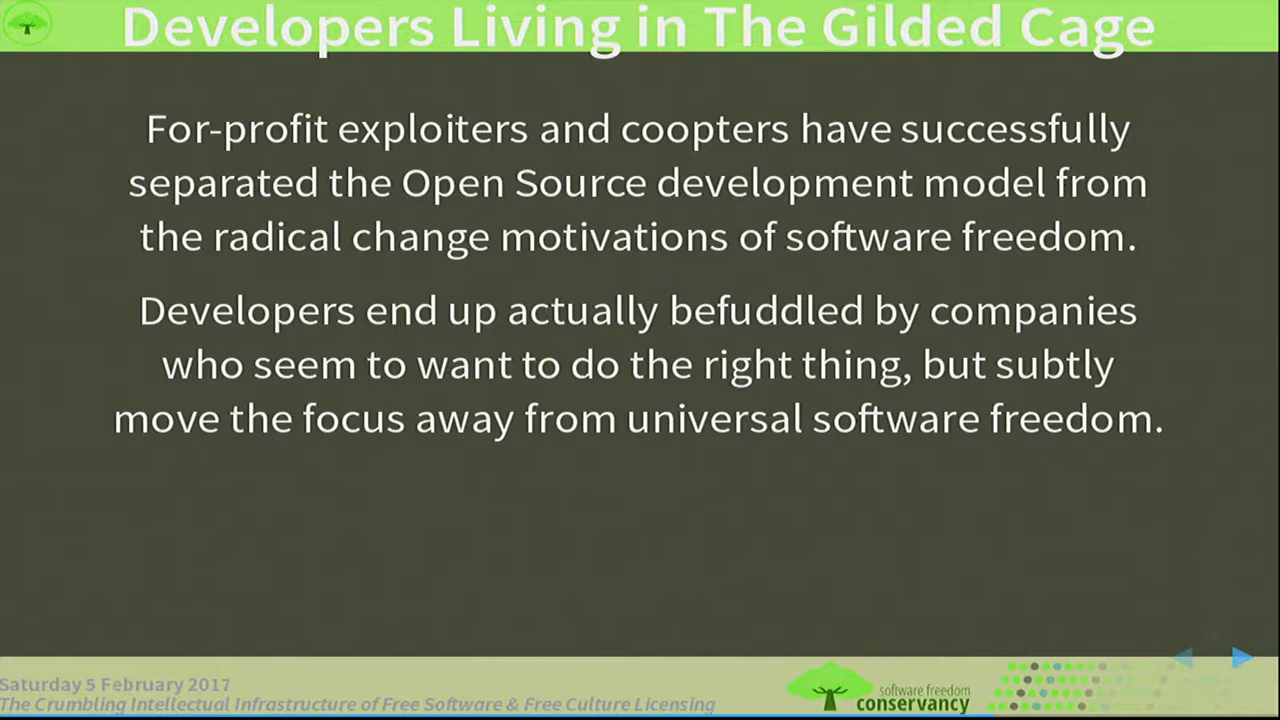 Developers Living in The Gilded Cage
For-profit exploiters and coopters have successfully
separated the Open Source development model from
the radical change motivations of software freedom.
Developers end up actually befuddled by companies
who seem to want to do the right thing, but subtly
move the focus away from universal software freedom.
Saturday 5 February 2017
The Crumbling Intellectual Infrastructure of Free Software & Free Culture Licensing
software freedom
conservancy